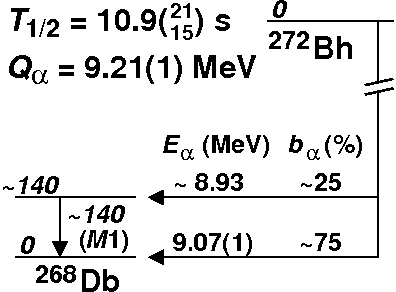 T1/2 = 10.9(21 15) s
0
272Bh
Qα = 9.21(1) MeV
Eα (MeV) bα(%)
~140 ~ 8.93 ~25
~140
(M1)
0 9.07(1) ~75
268Db